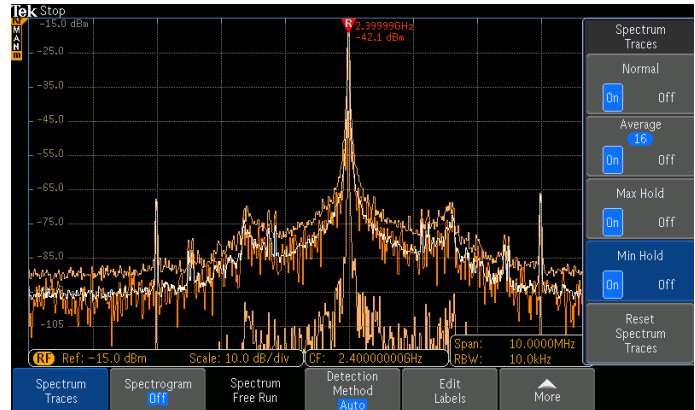 Tek Stop
-15.0 dBm
R 2.39999GHz
-42.1 dBm
M
A
N
m
-25.0
-35.0
-45.0
-55.0
-65.0
-75.0
-85.0
-105
RF Ref: -15.0 dBm Scale: 10.0 dB/div CF: 2.40000000GHz
Span: 10.0000MHz
RBW: 10.0kHz
Spectrum
Traces
Normal
On Off
Average
16
On Off
Max Hold
On Off
Min Hold
On Off
Reset
Spectrum
Traces
Spectrum
Traces
Spectrogram
Off
Spectrum
Free Run
Detection
Method
Auto
Edit
Labels
More